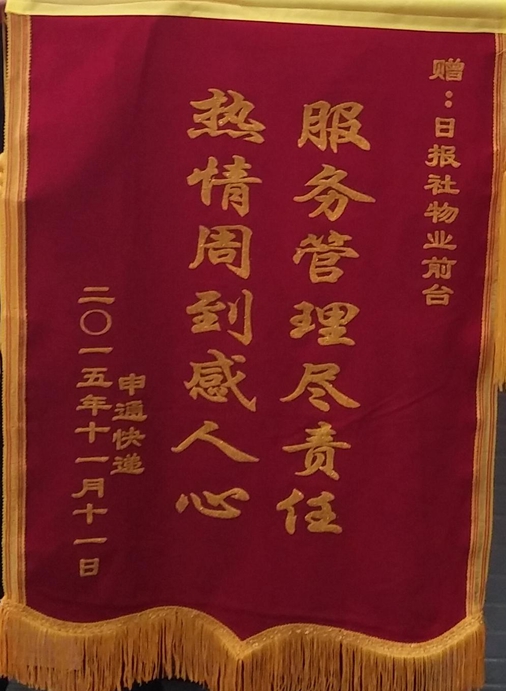 赠：日报社物业前台
服务管理尽责任
热情周到感人心
申通快递
二〇一五年十一月十一日